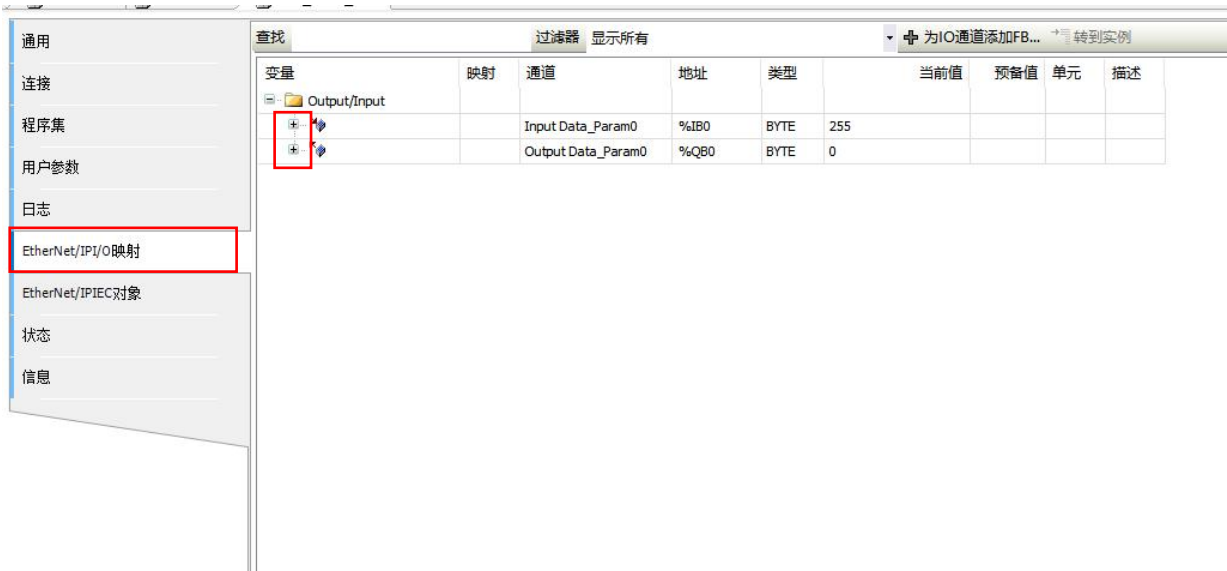 通用
连接
程序集
用户参数
日志
EtherNet/IPI/O映射
EtherNet/IPIEC对象
状态
信息
查找 过滤器 显示所有 为IO通道添加FB... 转到实例
变量 映射 通道 地址 类型 当前值 预备值 单元 描述
Output/Input
Input Data_Param0 %IB0 BYTE 255
Output Data_Param0 %QB0 BYTE 0